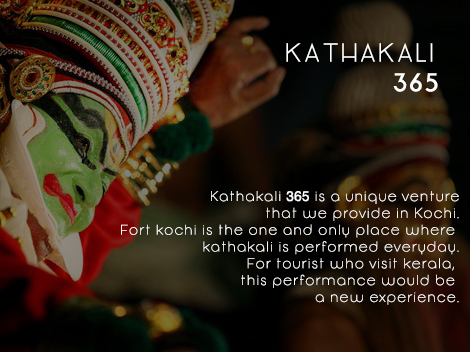 KATHAKALI
365
Kathakali 365 is a unique venture
that we provide in Kochi.
Fort kochi is the one and only place where
kathakali is performed everyday.
For tourist who visit kerala,
this performance would be
a new experience.